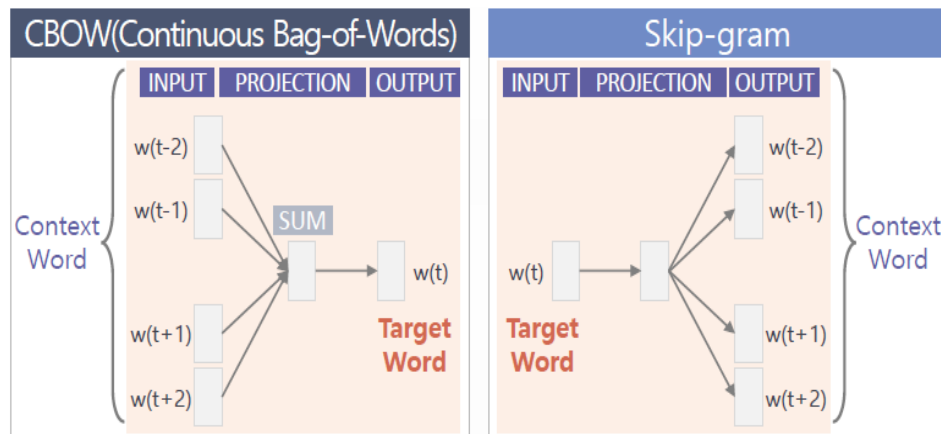 CBOW(Continuous Bag-of-Words)
INPUT PROJECTION OUTPUT
w(t-2)
w(t-1)
SUM
Context
Word
w(t)
w(t+1)
Target
Word
w(t+2)
Skip-gram
INPUT PROJECTION OUTPUT
w(t-2)
w(t-1)
Context
Word
w(t)
Target
Word
w(t+1)
w(t+2)